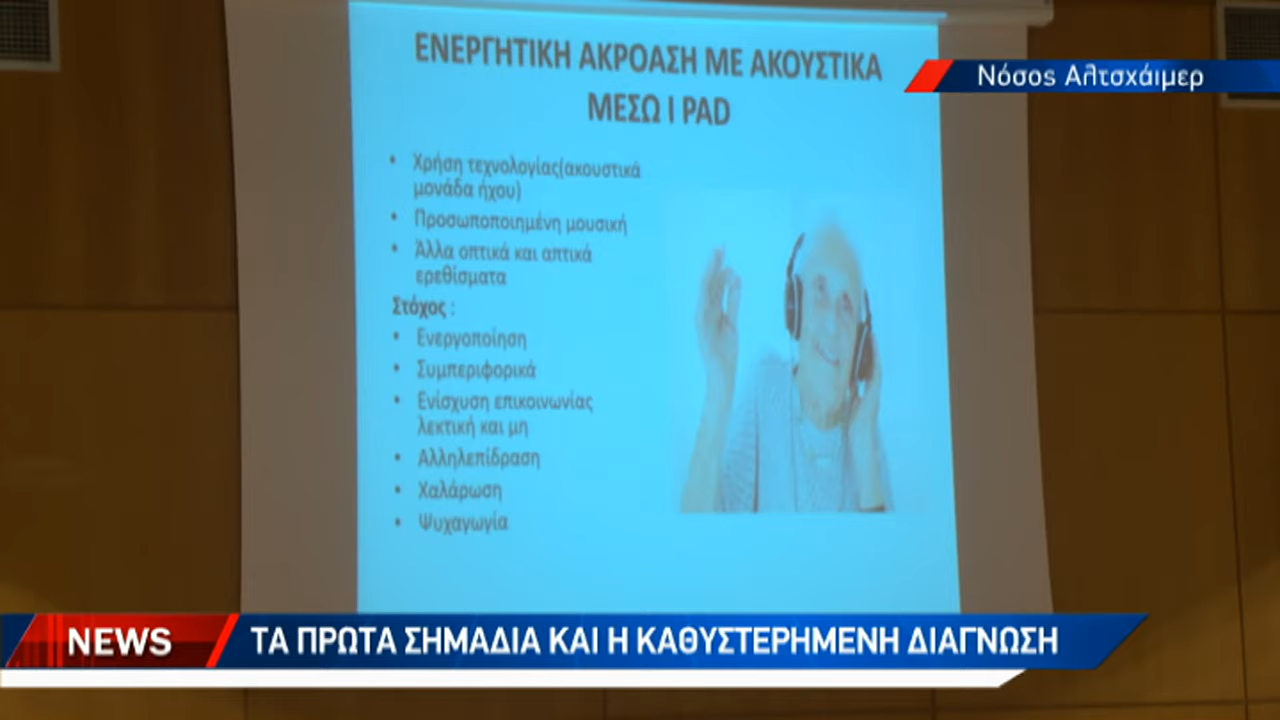 ΕΝΕΡΓΗΤΙΚΗ ΑΚΡΟΑΣΗ ΜΕ ΑΚΟΥΣΤΙΚΑ
ΜΕΣΩ Ι PAD
Νόσος Αλτσχάιμερ
• Χρήση τεχνολογίας(ακουστικά
μονάδα ήχου)
• Προσωποποιημένη μουσική
• Άλλα οπτικά και απτικά
ερεθίσματα
Στόχος :
• Ενεργοποίηση
• Συμπεριφορικά
• Ενίσχυση επικοινωνίας
λεκτική και μη
• Αλληλεπίδραση
• Χαλάρωση
• Ψυχαγωγία
NEWS
ΤΑ ΠΡΩΤΑ ΣΗΜΑΔΙΑ ΚΑΙ Η ΚΑΘΥΣΤΕΡΗΜΕΝΗ ΔΙΑΓΝΩΣΗ